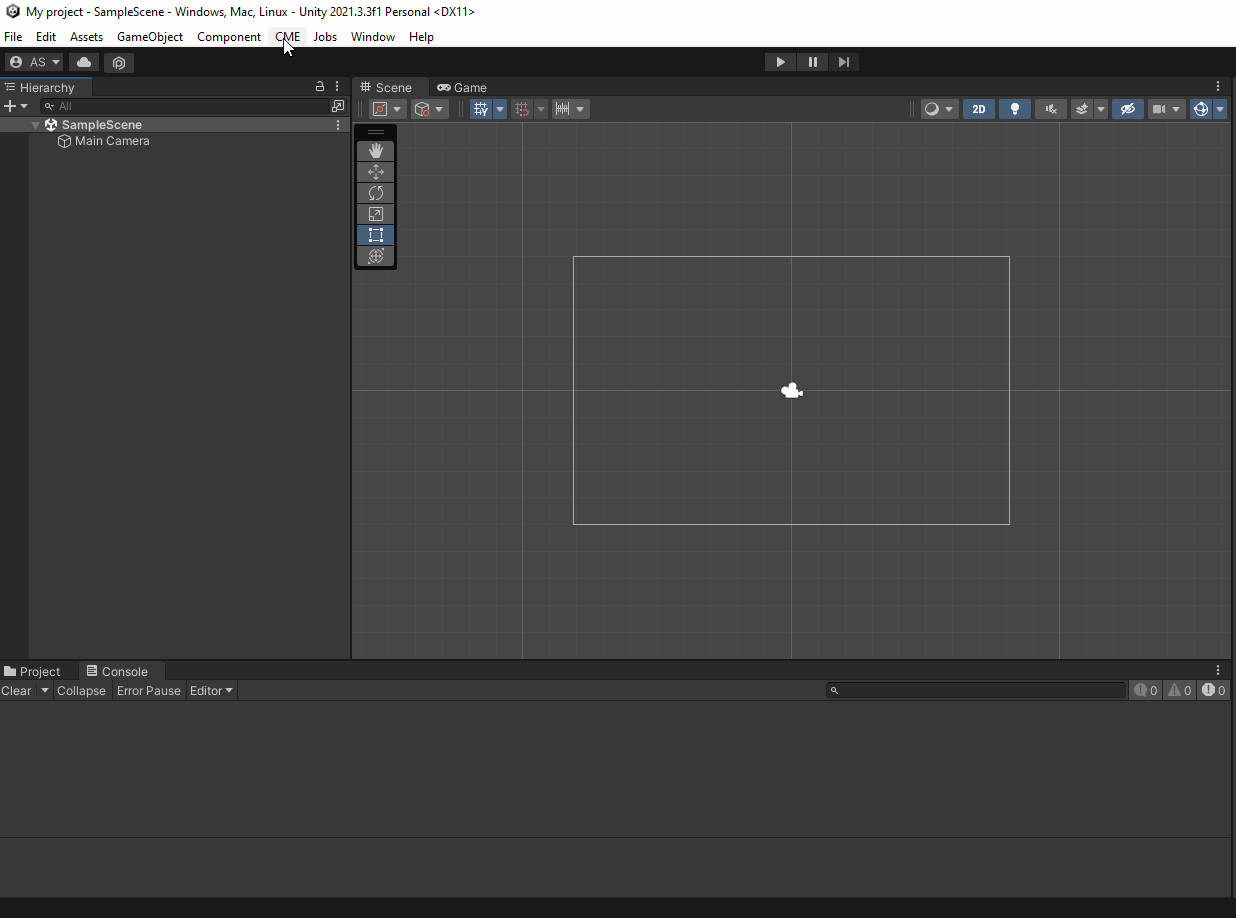 My project - SampleScene - Windows, Mac, Linux - Unity 2021.3.3f1 Personal <DX11>
File Edit Assets GameObject Component CME Jobs Window Help
AS
Hierarchy
All
SampleScene
Main Camera
Scene Game
2D
Project Console
Clear Collapse Error Pause Editor
0 0 0